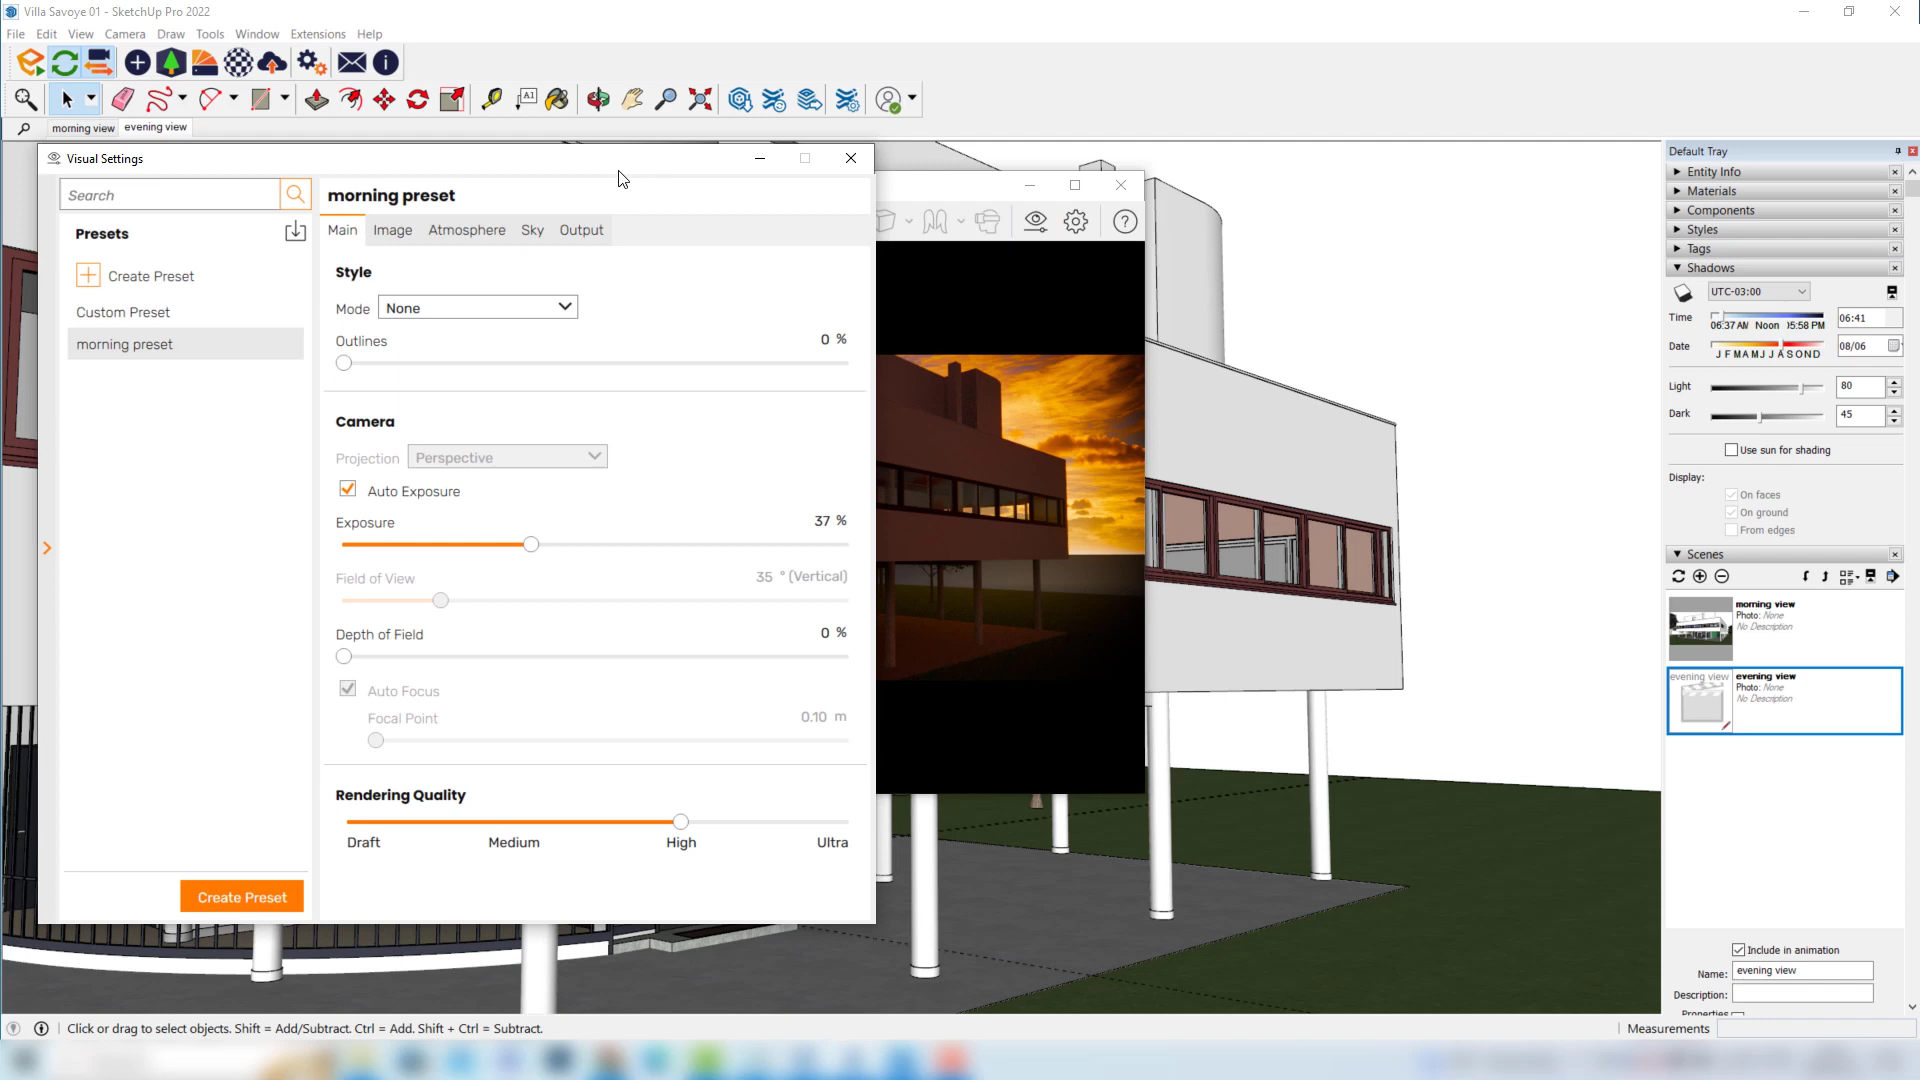 Villa Savoye 01 - SketchUp Pro 2022
File Edit View Camera Draw Tools Window Extensions Help
morning view evening view
Visual Settings
Search
Presets
Create Preset
Custom Preset
morning preset
Create Preset
morning preset
Main Image Atmosphere Sky Output
Style
Mode None
Outlines 0 %
Camera
Projection Perspective
Auto Exposure
Exposure 37 %
Field of View 35 ° (Vertical)
Depth of Field 0 %
Auto Focus
Focal Point 0.10 m
Rendering Quality
Draft Medium High Ultra
Default Tray
Entity Info
Materials
Components
Styles
Tags
Shadows
UTC-03:00
Time 06:41
06:37 AM Noon 05:58 PM
Date 08/06
J F M A M J J A S O N D
Light 80
Dark 45
Use sun for shading
Display:
On faces
On ground
From edges
Scenes
morning view
Photo: None
No Description
evening view
evening view
Photo: None
No Description
Include in animation
Name: evening view
Description:
Click or drag to select objects. Shift = Add/Subtract. Ctrl = Add. Shift + Ctrl = Subtract.
Measurements